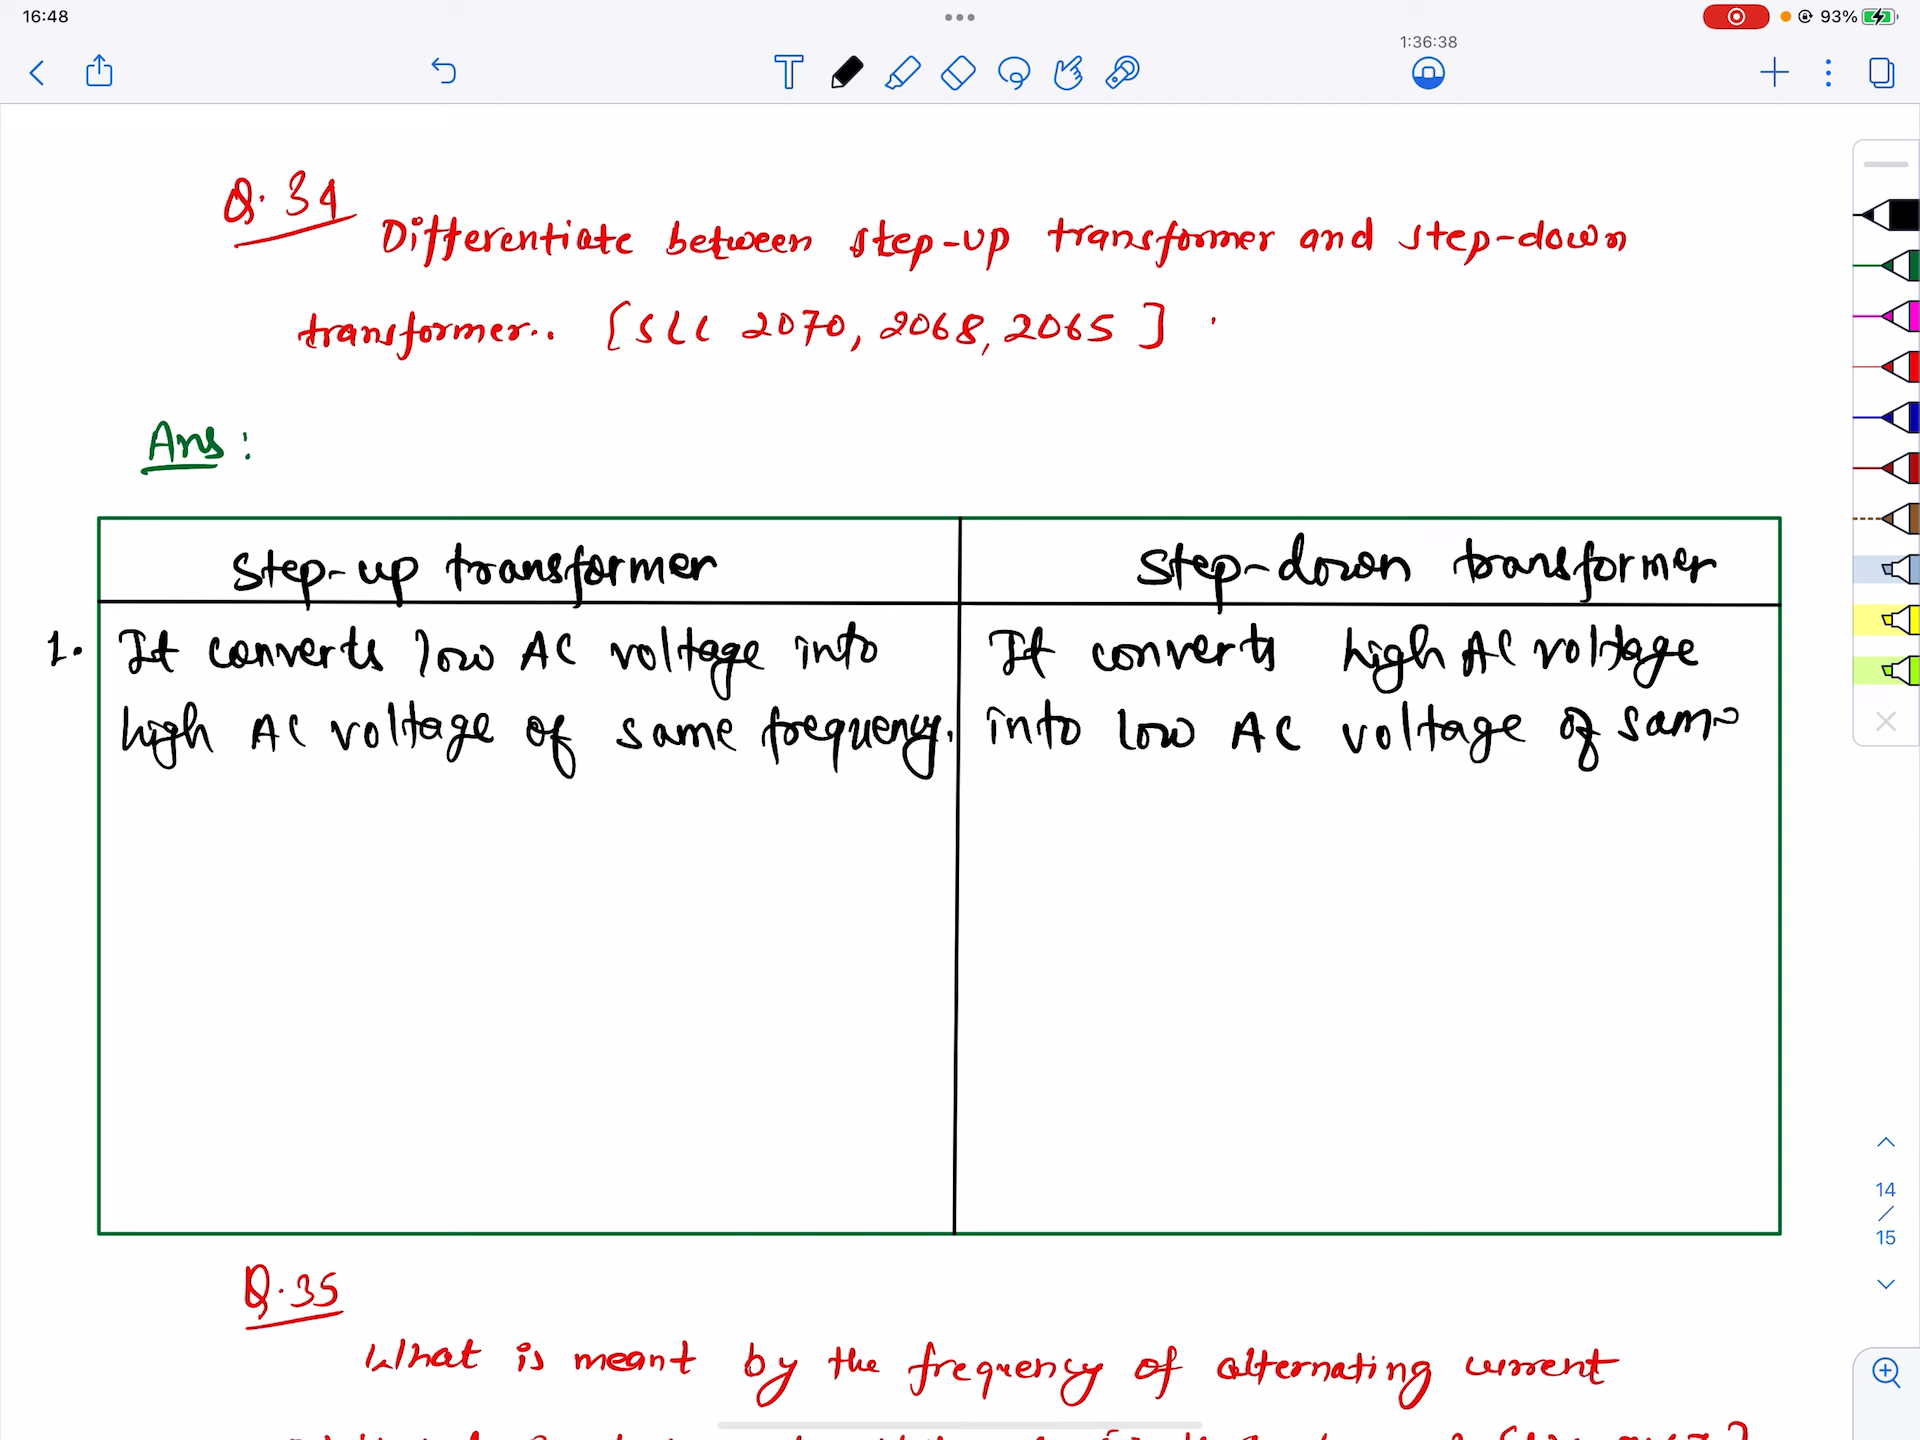 16:48
93%
1:36:38
Q. 34
Differentiate between step-up transformer and step-down
transformer.. [SLC 2070, 2068, 2065]
Ans :
Step-up transformer
Step-down transformer
1. It converts low AC voltage into
high AC voltage of same frequency.
It converts high AC voltage
into low AC voltage of sam
14
/
15
Q. 35
What is meant by the frequency of alternating current